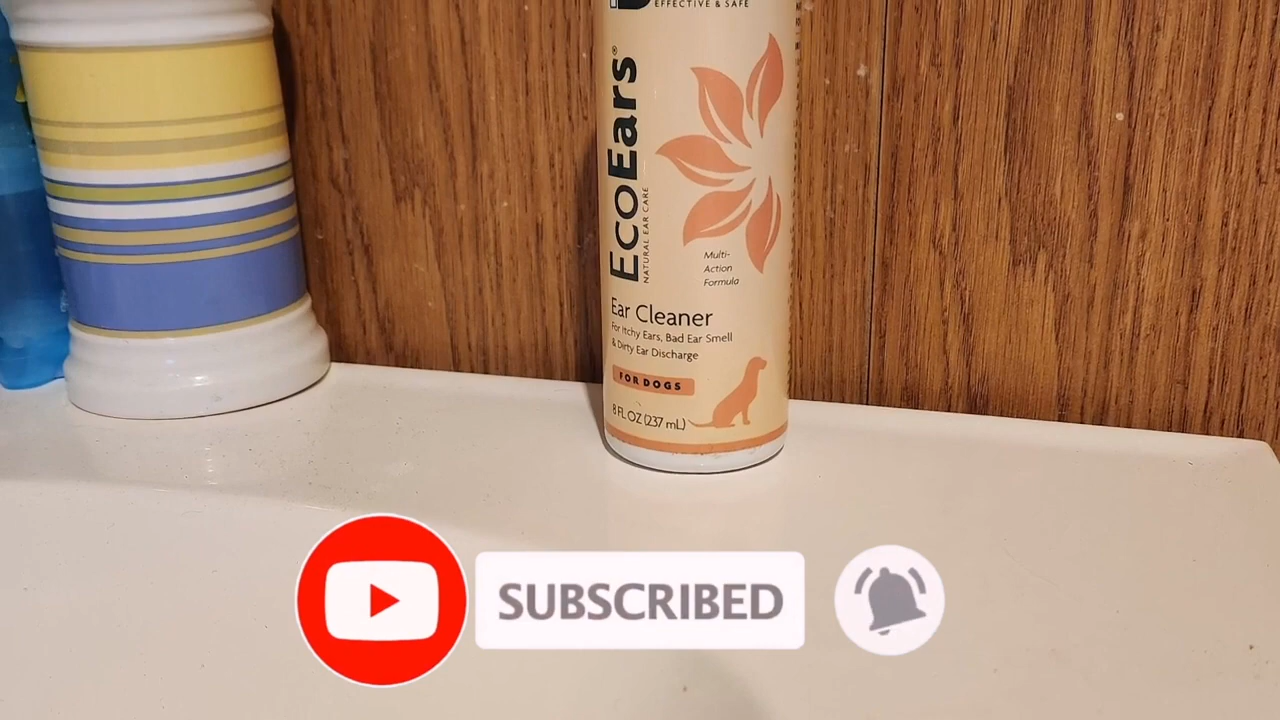 EFFECTIVE & SAFE
EcoEars®
NATURAL EAR CARE
Multi-
Action
Formula
Ear Cleaner
For Itchy Ears, Bad Ear Smell
& Dirty Ear Discharge
FOR DOGS
8 FL OZ (237 mL)
SUBSCRIBED